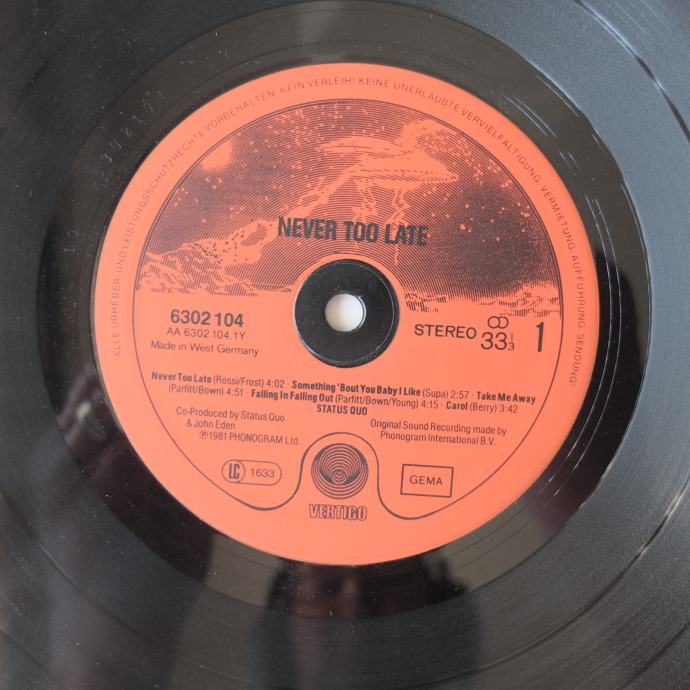 ALLE URHEBER UND LEISTUNGSSCHUTZRECHTE VORBEHALTEN. KEIN VERLEIH! KEINE UNERLAUBTE VERVIELFÄLTIGUNG, VERMIETUNG, AUFFÜHRUNG, SENDUNG!
NEVER TOO LATE
6302 104
AA 6302 104.1Y
Made in West Germany
STEREO 33 1/3 1
Never Too Late (Rossi/Frost) 4:02 · Something 'Bout You Baby I Like (Supa) 2:57 · Take Me Away
(Parfitt/Bown) 4:51 · Falling In Falling Out (Parfitt/Bown/Young) 4:15 · Carol (Berry) 3:42
STATUS QUO
Co-Produced by Status Quo
& John Eden
℗1981 PHONOGRAM Ltd.
Original Sound Recording made by
Phonogram International B.V.
LC 1633
GEMA
VERTIGO